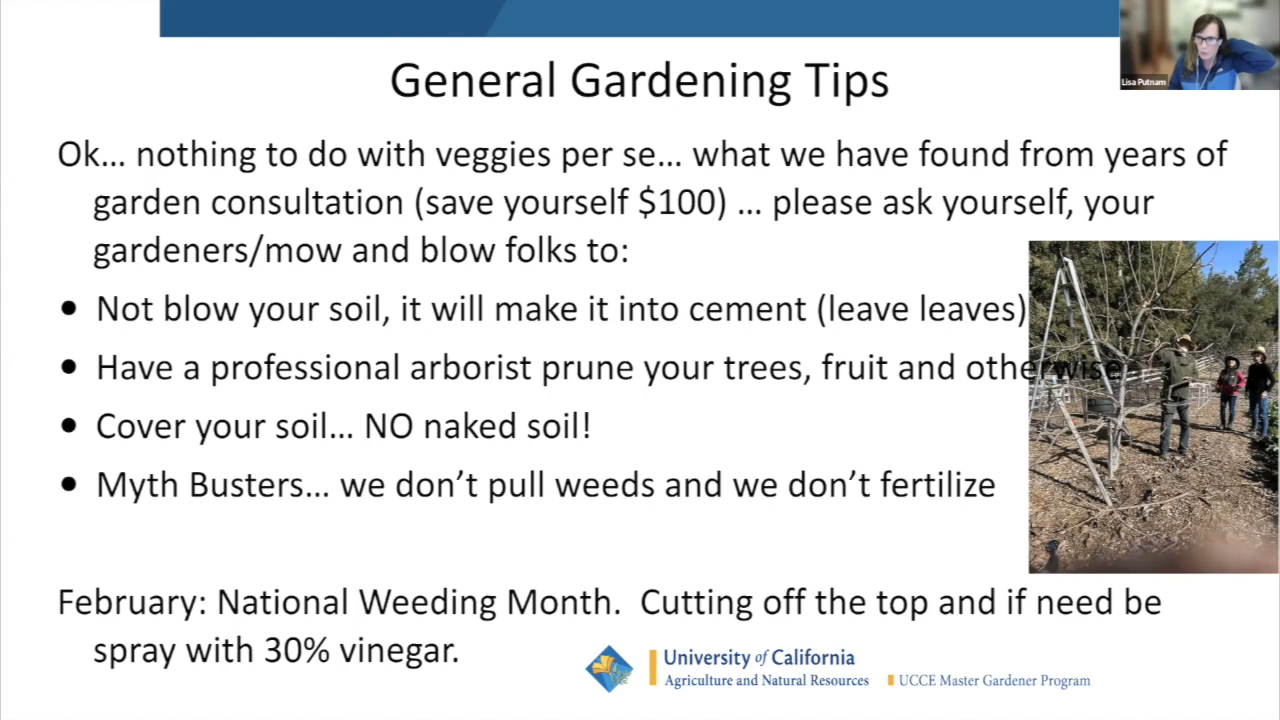 Lisa Putnam
General Gardening Tips
Ok... nothing to do with veggies per se... what we have found from years of
garden consultation (save yourself $100) ... please ask yourself, your
gardeners/mow and blow folks to:
• Not blow your soil, it will make it into cement (leave leaves)
• Have a professional arborist prune your trees, fruit and otherwise
• Cover your soil... NO naked soil!
• Myth Busters... we don't pull weeds and we don't fertilize
February: National Weeding Month. Cutting off the top and if need be
spray with 30% vinegar.
University of California
Agriculture and Natural Resources
UCCE Master Gardener Program